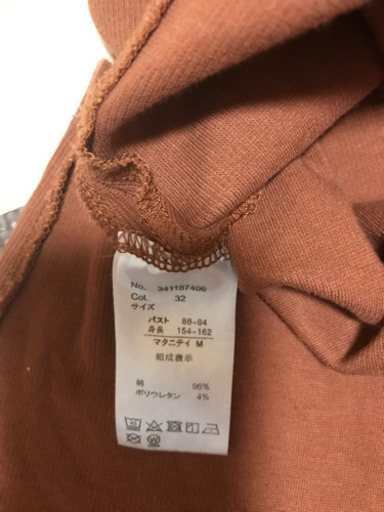 No. 341187406
Col. 32
サイズ
バスト 86-94
身長 154-162
マタニティ M
組成表示
綿 96%
ポリウレタン 4%